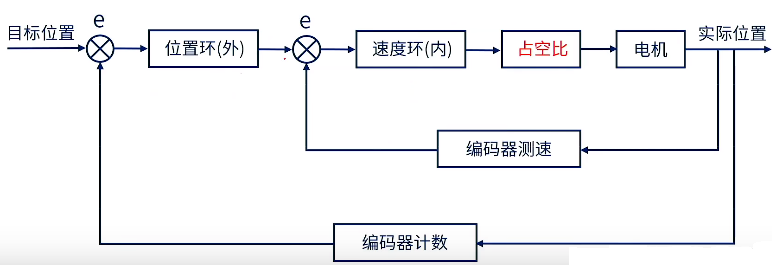 目标位置
e
位置环(外)
e
速度环(内)
占空比
电机
实际位置
编码器测速
编码器计数